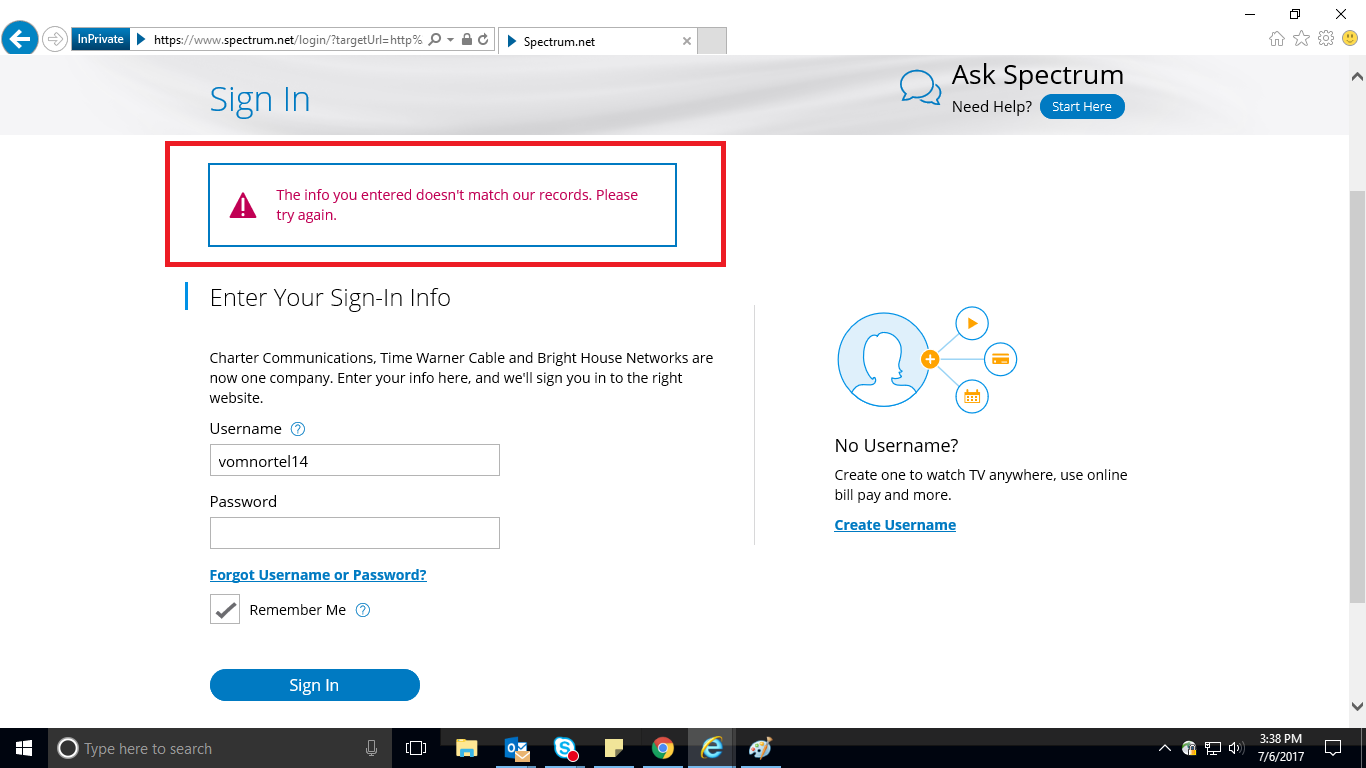 InPrivate
https://www.spectrum.net/login/?targetUrl=http%
Spectrum.net
Sign In
Ask Spectrum
Need Help?
Start Here
The info you entered doesn't match our records. Please
try again.
Enter Your Sign-In Info
Charter Communications, Time Warner Cable and Bright House Networks are
now one company. Enter your info here, and we'll sign you in to the right
website.
Username
vomnortel14
Password
Forgot Username or Password?
Remember Me
Sign In
No Username?
Create one to watch TV anywhere, use online
bill pay and more.
Create Username
Type here to search
3:38 PM
7/6/2017